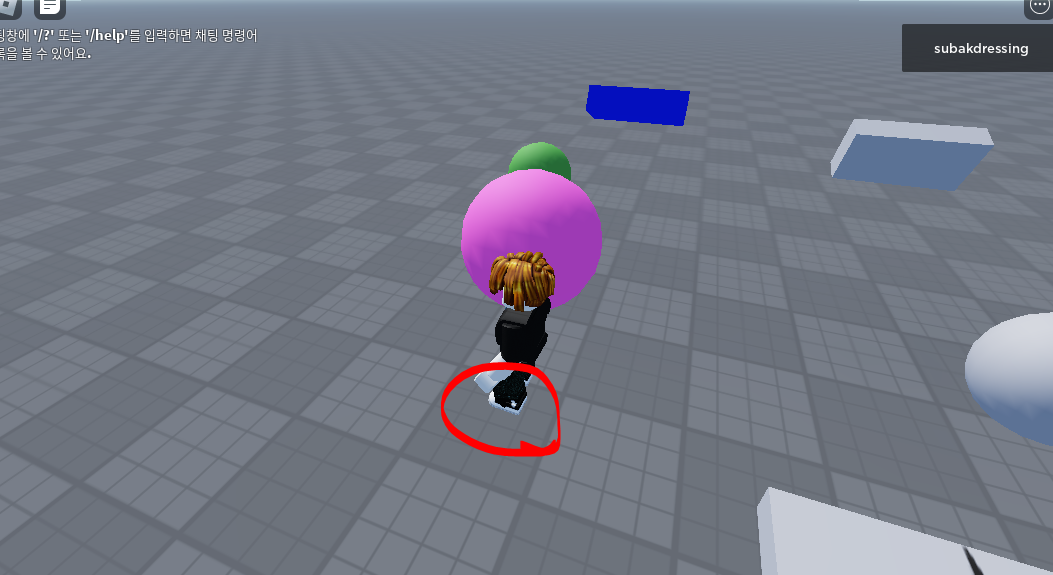 팅창에 '/?' 또는 '/help'를 입력하면 채팅 명령어
록을 볼 수 있어요.
subakdressing